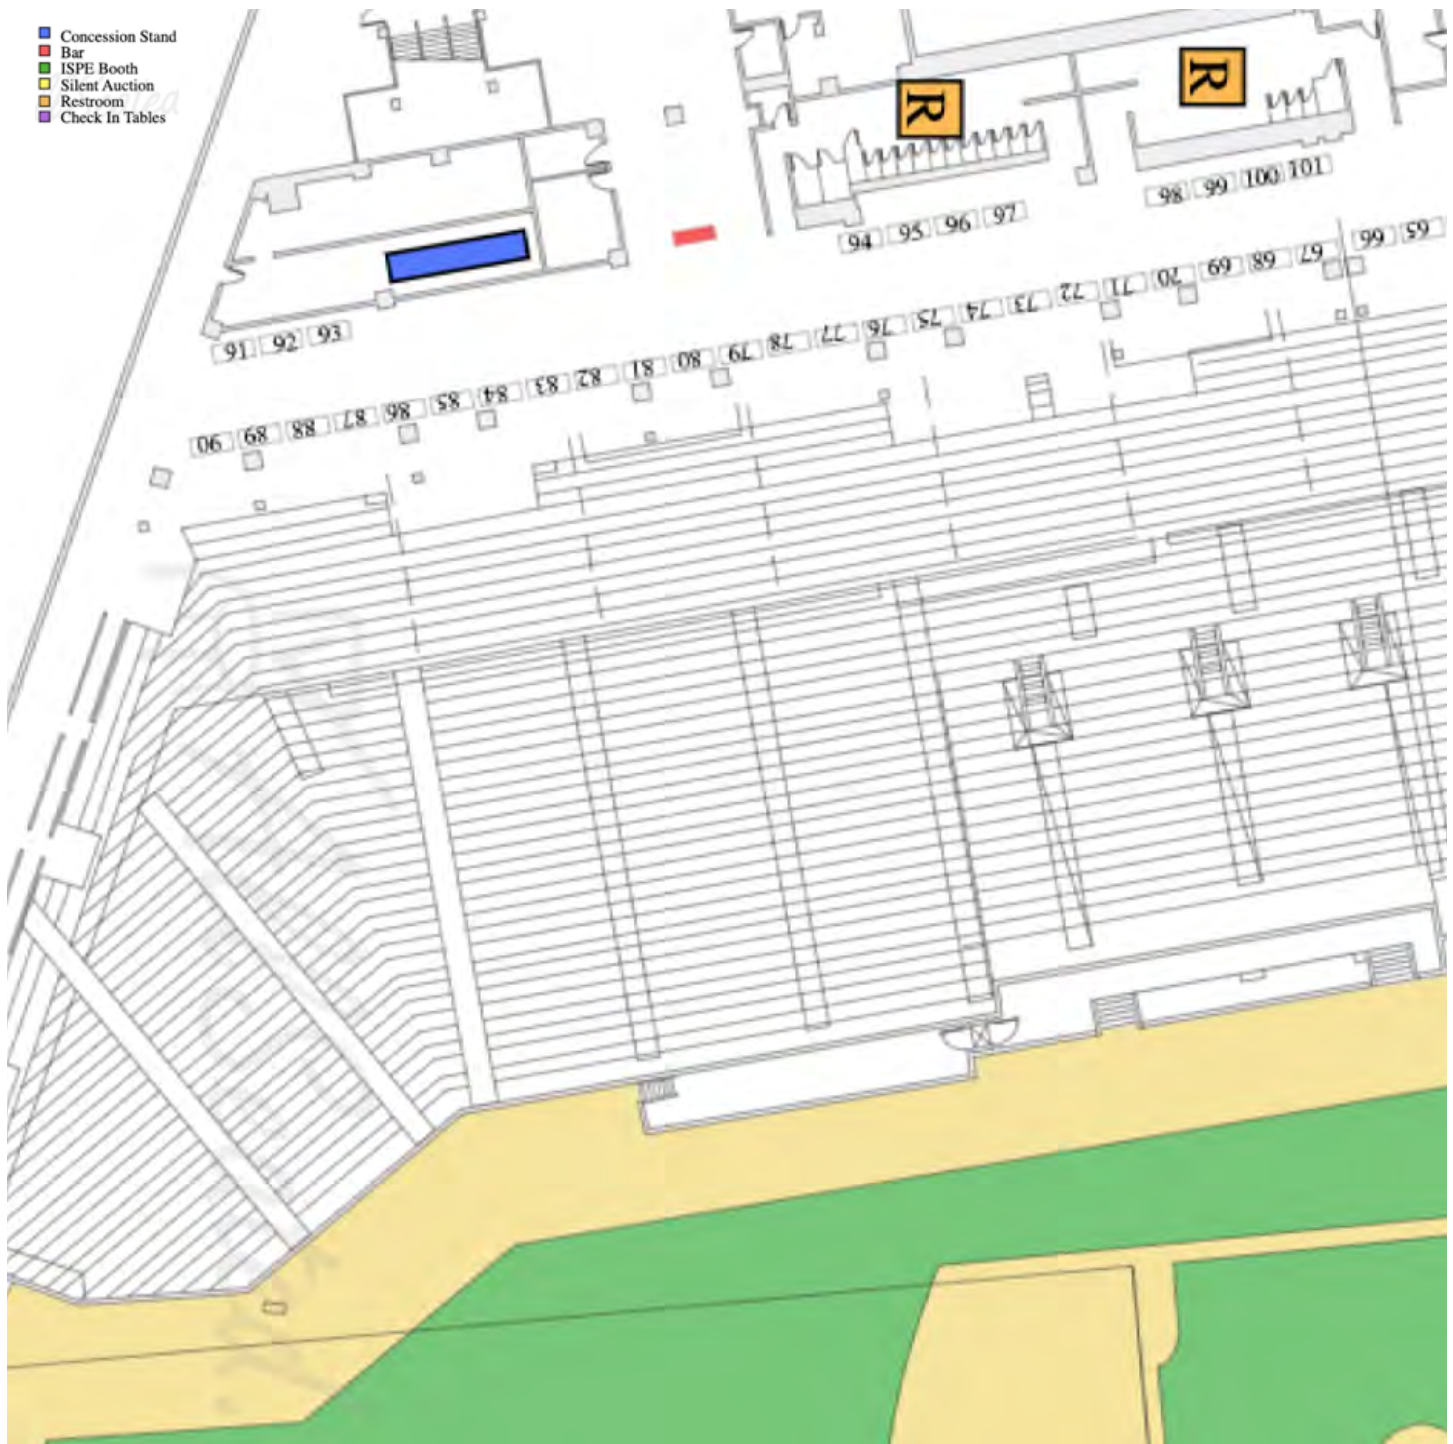 Concession Stand
Bar
ISPE Booth
Silent Auction
Restroom
Check In Tables
R
R
98 99 100 101
94 95 96 97
91 92 93
90 89 88 87 86 85 84 83 82 81 80 79 78 77 76 75 74 73 72 71 70 69 68 67 66 65